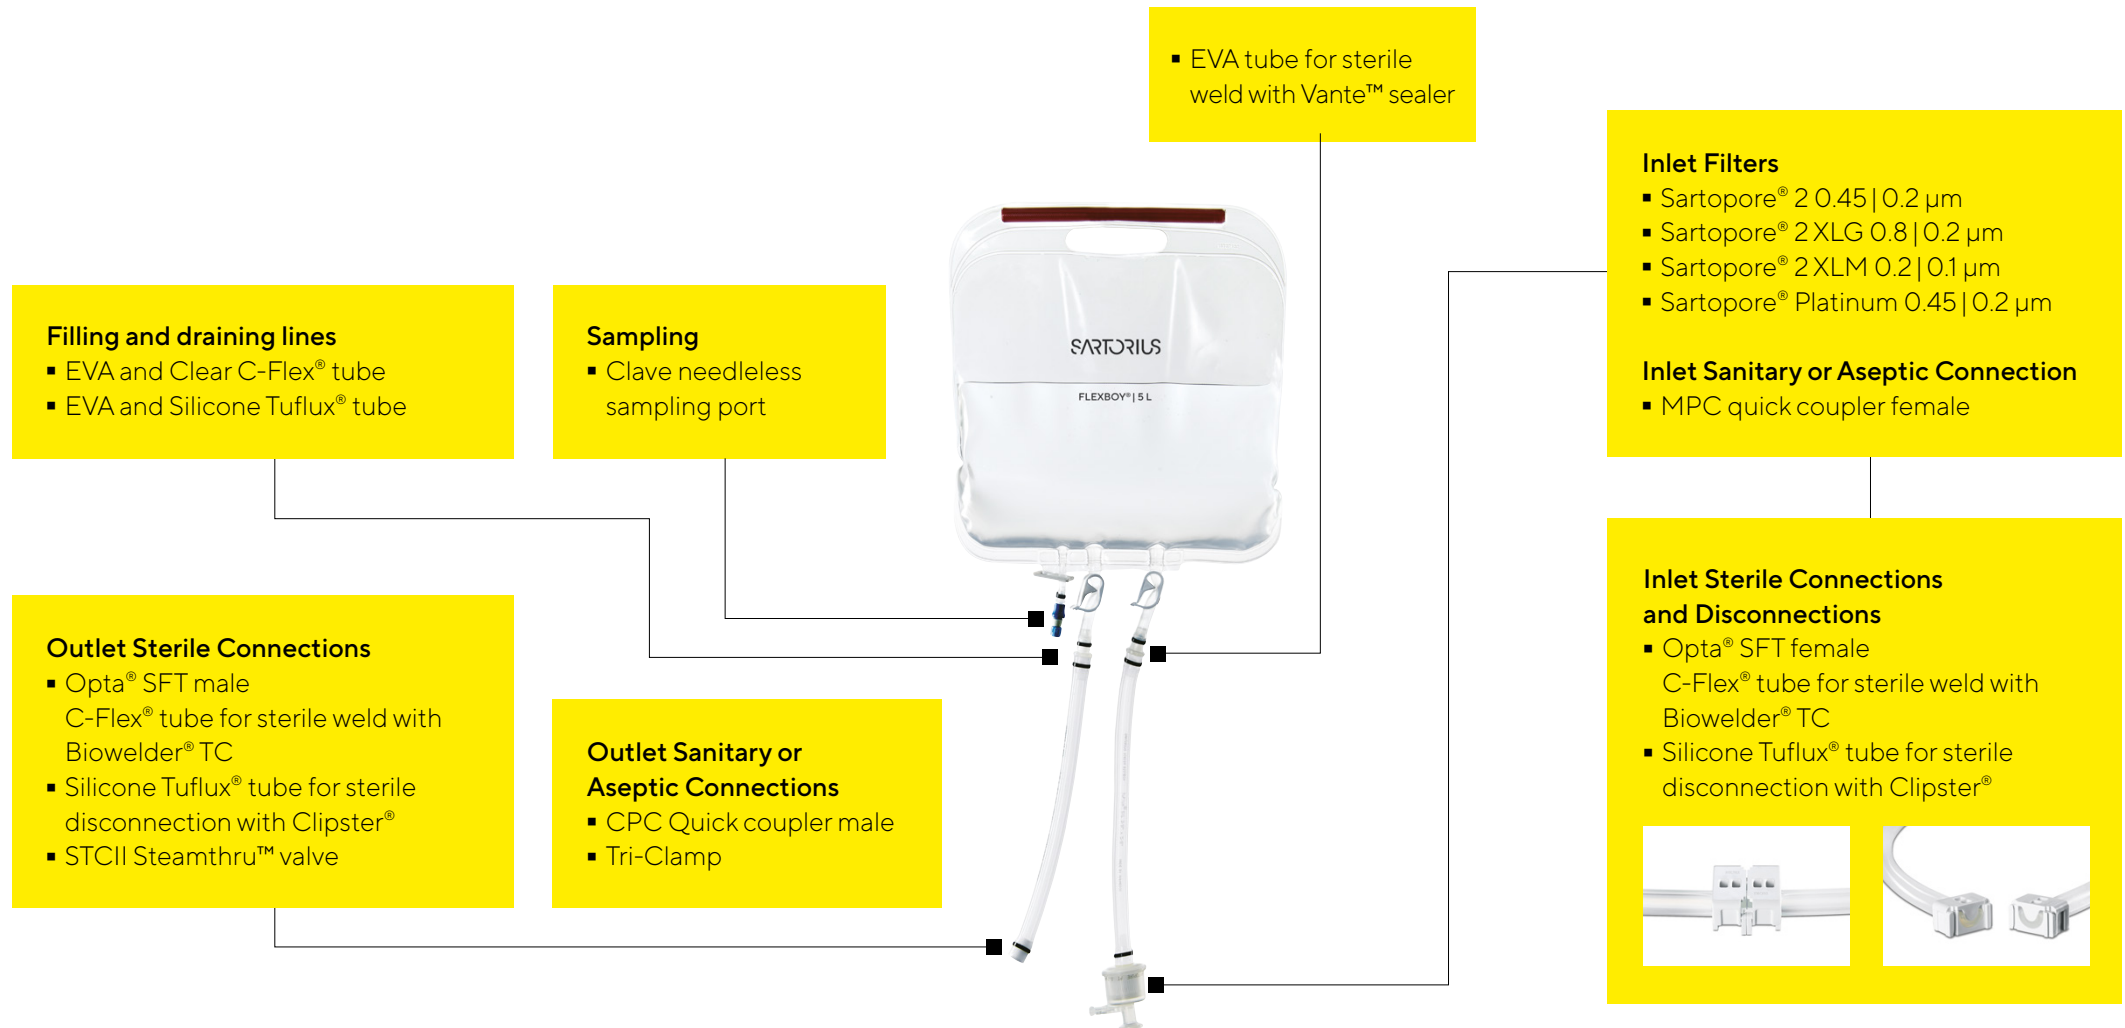 EVA tube for sterile
weld with Vante™ sealer
Inlet Filters
Sartopore® 2 0.45 | 0.2 µm
Sartopore® 2 XLG 0.8 | 0.2 µm
Sartopore® 2 XLM 0.2 | 0.1 µm
Sartopore® Platinum 0.45 | 0.2 µm
Inlet Sanitary or Aseptic Connection
MPC quick coupler female
Filling and draining lines
EVA and Clear C-Flex® tube
EVA and Silicone Tuflux® tube
Sampling
Clave needleless
sampling port
SARTORIUS
FLEXBOY® | 5 L
Outlet Sterile Connections
Opta® SFT male
C-Flex® tube for sterile weld with
Biowelder® TC
Silicone Tuflux® tube for sterile
disconnection with Clipster®
STCII Steamthru™ valve
Outlet Sanitary or
Aseptic Connections
CPC Quick coupler male
Tri-Clamp
Inlet Sterile Connections
and Disconnections
Opta® SFT female
C-Flex® tube for sterile weld with
Biowelder® TC
Silicone Tuflux® tube for sterile
disconnection with Clipster®